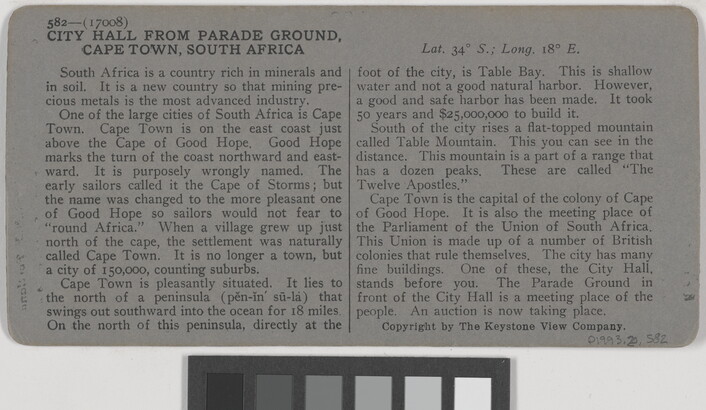 582—(17008)
CITY HALL FROM PARADE GROUND,
CAPE TOWN, SOUTH AFRICA
Lat. 34° S.; Long. 18° E.
South Africa is a country rich in minerals and
in soil. It is a new country so that mining pre-
cious metals is the most advanced industry.
One of the large cities of South Africa is Cape
Town. Cape Town is on the east coast just
above the Cape of Good Hope. Good Hope
marks the turn of the coast northward and east-
ward. It is purposely wrongly named. The
early sailors called it the Cape of Storms; but
the name was changed to the more pleasant one
of Good Hope so sailors would not fear to
"round Africa." When a village grew up just
north of the cape, the settlement was naturally
called Cape Town. It is no longer a town, but
a city of 150,000, counting suburbs.
Cape Town is pleasantly situated. It lies to
the north of a peninsula (pĕn-ĭn′ sū-lȧ) that
swings out southward into the ocean for 18 miles.
On the north of this peninsula, directly at the
foot of the city, is Table Bay. This is shallow
water and not a good natural harbor. However,
a good and safe harbor has been made. It took
50 years and $25,000,000 to build it.
South of the city rises a flat-topped mountain
called Table Mountain. This you can see in the
distance. This mountain is a part of a range that
has a dozen peaks. These are called "The
Twelve Apostles."
Cape Town is the capital of the colony of Cape
of Good Hope. It is also the meeting place of
the Parliament of the Union of South Africa.
This Union is made up of a number of British
colonies that rule themselves. The city has many
fine buildings. One of these, the City Hall,
stands before you. The Parade Ground in
front of the City Hall is a meeting place of the
people. An auction is now taking place.
Copyright by The Keystone View Company.